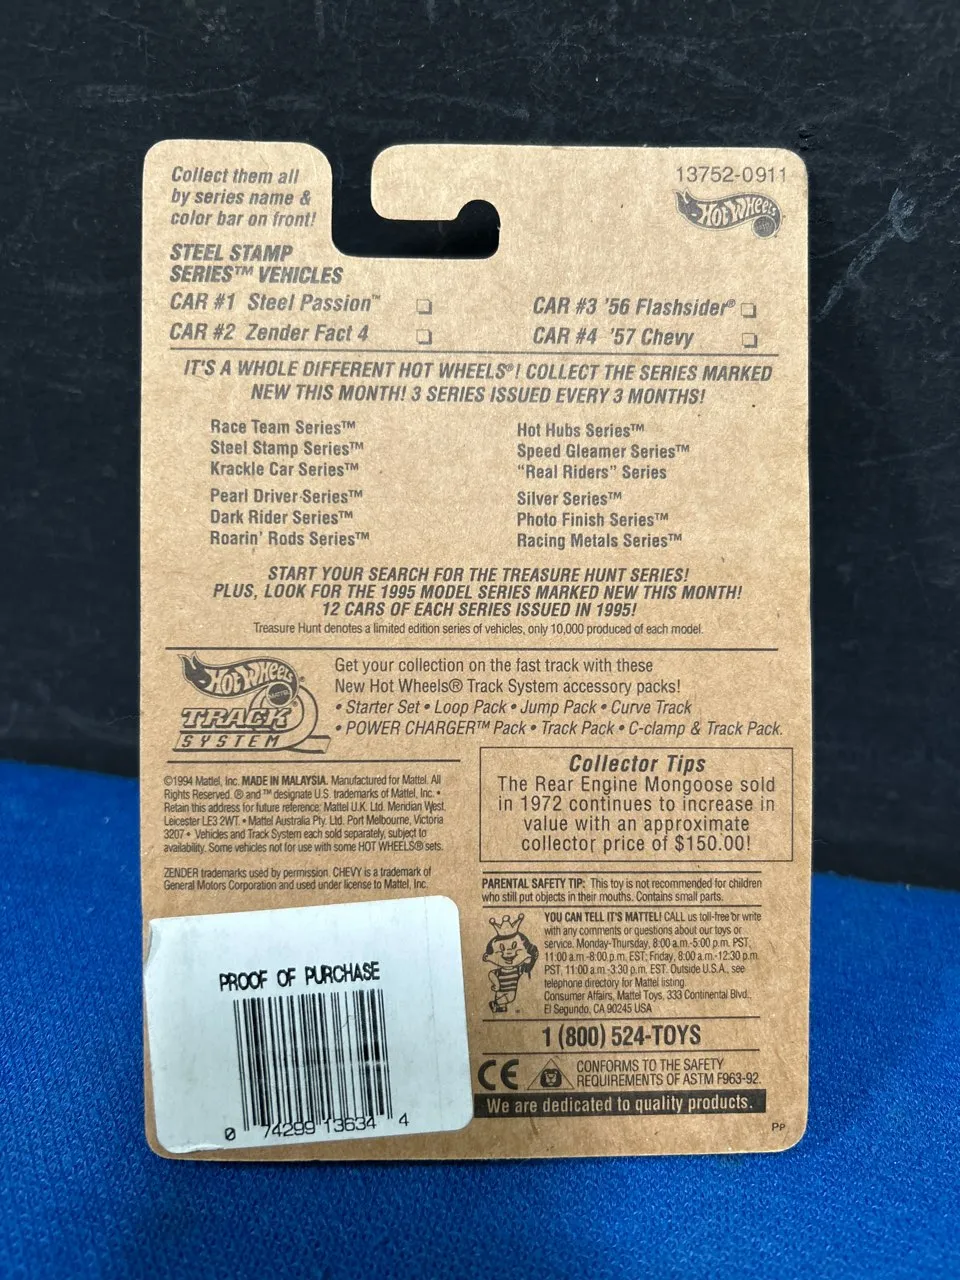 Collect them all
by series name &
color bar on front!
13752-0911
HOT WHEELS
STEEL STAMP
SERIES™ VEHICLES
CAR #1 Steel Passion™ ❑
CAR #3 '56 Flashsider® ❑
CAR #2 Zender Fact 4 ❑
CAR #4 '57 Chevy ❑
IT'S A WHOLE DIFFERENT HOT WHEELS®! COLLECT THE SERIES MARKED
NEW THIS MONTH! 3 SERIES ISSUED EVERY 3 MONTHS!
Race Team Series™
Steel Stamp Series™
Krackle Car Series™
Pearl Driver Series™
Dark Rider Series™
Roarin' Rods Series™
Hot Hubs Series™
Speed Gleamer Series™
"Real Riders" Series
Silver Series™
Photo Finish Series™
Racing Metals Series™
START YOUR SEARCH FOR THE TREASURE HUNT SERIES!
PLUS, LOOK FOR THE 1995 MODEL SERIES MARKED NEW THIS MONTH!
12 CARS OF EACH SERIES ISSUED IN 1995!
Treasure Hunt denotes a limited edition series of vehicles, only 10,000 produced of each model.
HOT WHEELS
MATTEL
TRACK
SYSTEM
Get your collection on the fast track with these
New Hot Wheels® Track System accessory packs!
• Starter Set • Loop Pack • Jump Pack • Curve Track
• POWER CHARGER™ Pack • Track Pack • C-clamp & Track Pack.
©1994 Mattel, Inc. MADE IN MALAYSIA. Manufactured for Mattel. All
Rights Reserved. ® and ™ designate U.S. trademarks of Mattel, Inc. •
Retain this address for future reference: Mattel U.K. Ltd. Meridian West,
Leicester LE3 2WT. • Mattel Australia Pty. Ltd. Port Melbourne, Victoria
3207 • Vehicles and Track System each sold separately, subject to
availability. Some vehicles not for use with some HOT WHEELS® sets.
ZENDER trademarks used by permission. CHEVY is a trademark of
General Motors Corporation and used under license to Mattel, Inc.
Collector Tips
The Rear Engine Mongoose sold
in 1972 continues to increase in
value with an approximate
collector price of $150.00!
PARENTAL SAFETY TIP: This toy is not recommended for children
who still put objects in their mouths. Contains small parts.
YOU CAN TELL IT'S MATTEL! CALL us toll-free or write
with any comments or questions about our toys or
service. Monday-Thursday, 8:00 a.m.-5:00 p.m. PST,
11:00 a.m.-8:00 p.m. EST; Friday, 8:00 a.m.-12:30 p.m.
PST, 11:00 a.m.-3:30 p.m. EST. Outside U.S.A., see
telephone directory for Mattel listing.
Consumer Affairs, Mattel Toys, 333 Continental Blvd.,
El Segundo, CA 90245 USA
1 (800) 524-TOYS
CE
CONFORMS TO THE SAFETY
REQUIREMENTS OF ASTM F963-92.
We are dedicated to quality products.
PP
PROOF OF PURCHASE
0 74299 13634 4